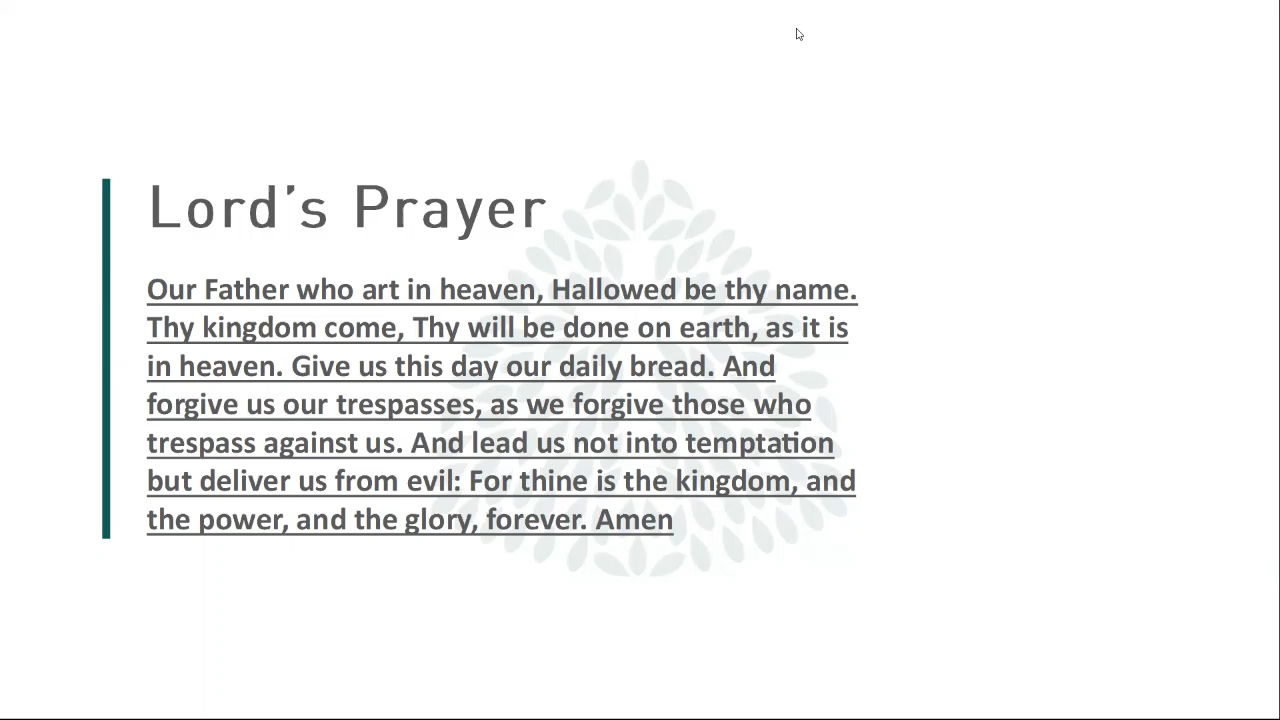 Lord's Prayer
Our Father who art in heaven, Hallowed be thy name.
Thy kingdom come, Thy will be done on earth, as it is
in heaven. Give us this day our daily bread. And
forgive us our trespasses, as we forgive those who
trespass against us. And lead us not into temptation
but deliver us from evil: For thine is the kingdom, and
the power, and the glory, forever. Amen